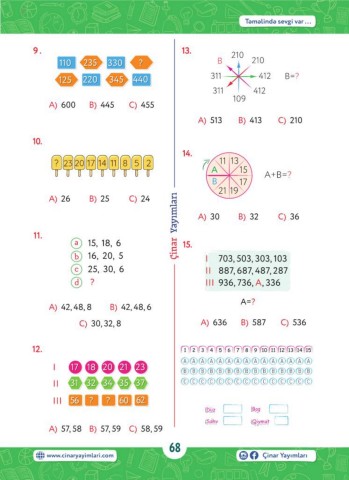 Təməlində sevgi var ...
9.
110 235 330 ?
125 220 345 440
A) 600 B) 445 C) 455
10.
? 23 20 17 14 11 8 5 2
A) 26 B) 25 C) 24
11.
a 15, 18, 6
b 16, 20, 5
c 25, 30, 6
d ?
A) 42, 48, 8 B) 42, 48, 6
C) 30, 32, 8
12.
I 17 18 20 21 23
II 31 32 34 35 37
III 56 ? ? 60 62
A) 57,58 B) 57,59 C) 58,59
Çinar Yayımları
13.
210
B 210
311 412 B=?
311 412
109
A) 513 B) 413 C) 210
14.
11 13
A 15
B 17
21 19
A+B=?
A) 30 B) 32 C) 36
15.
I 703, 503, 303, 103
II 887, 687, 487, 287
III 936, 736, A, 336
A=?
A) 636 B) 587 C) 536
1 2 3 4 5 6 7 8 9 10 11 12 13 14 15
A A A A A A A A A A A A A A A
B B B B B B B B B B B B B B B
C C C C C C C C C C C C C C C
Düz Boş
Səhv Qiymət
www.cinaryayimlari.com
68
Çinar Yayımları